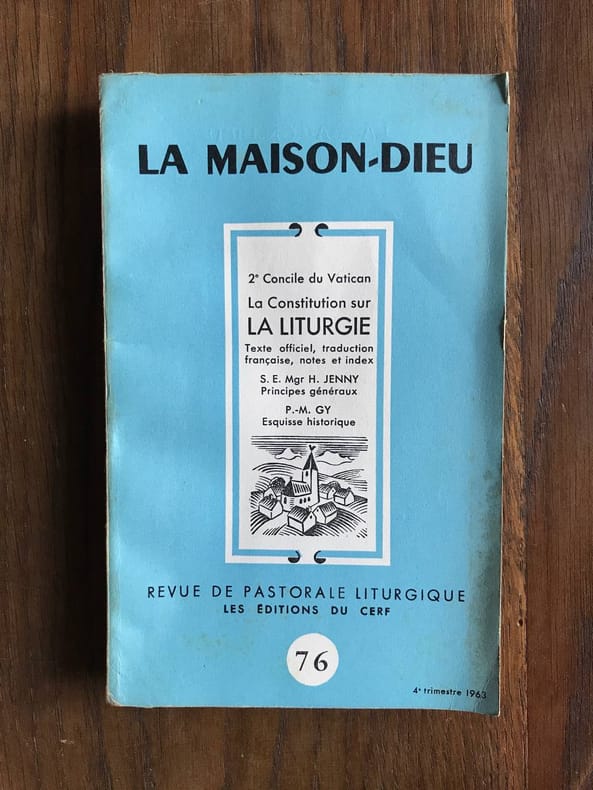 LA MAISON-DIEU
2e Concile du Vatican
La Constitution sur
LA LITURGIE
Texte officiel, traduction
française, notes et index
S. E. Mgr H. JENNY
Principes généraux
P.-M. GY
Esquisse historique
REVUE DE PASTORALE LITURGIQUE
LES ÉDITIONS DU CERF
76
4e trimestre 1963